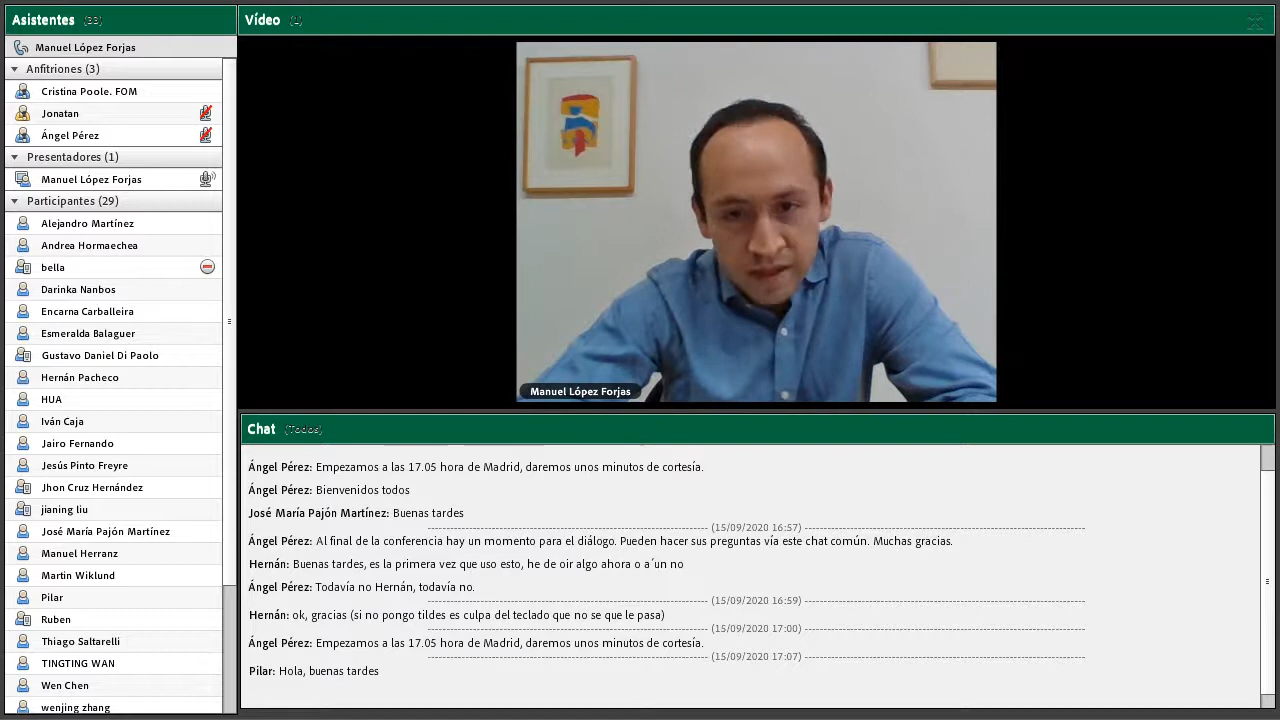 Asistentes (33)
Manuel López Forjas
Anfitriones (3)
Cristina Poole. FOM
Jonatan
Ángel Pérez
Presentadores (1)
Manuel López Forjas
Participantes (29)
Alejandro Martínez
Andrea Hormaechea
bella
Darinka Nanbos
Encarna Carballeira
Esmeralda Balaguer
Gustavo Daniel Di Paolo
Hernán Pacheco
HUA
Iván Caja
Jairo Fernando
Jesús Pinto Freyre
Jhon Cruz Hernández
jianing liu
José María Pajón Martínez
Manuel Herranz
Martin Wiklund
Pilar
Ruben
Thiago Saltarelli
TINGTING WAN
Wen Chen
wenjing zhang
Vídeo (1)
Manuel López Forjas
Chat (Todos)
Ángel Pérez: Empezamos a las 17.05 hora de Madrid, daremos unos minutos de cortesía.
Ángel Pérez: Bienvenidos todos
José María Pajón Martínez: Buenas tardes
(15/09/2020 16:57)
Ángel Pérez: Al final de la conferencia hay un momento para el diálogo. Pueden hacer sus preguntas vía este chat común. Muchas gracias.
Hernán: Buenas tardes, es la primera vez que uso esto, he de oir algo ahora o a´un no
Ángel Pérez: Todavía no Hernán, todavía no.
(15/09/2020 16:59)
Hernán: ok, gracias (si no pongo tildes es culpa del teclado que no se que le pasa)
(15/09/2020 17:00)
Ángel Pérez: Empezamos a las 17.05 hora de Madrid, daremos unos minutos de cortesía.
(15/09/2020 17:07)
Pilar: Hola, buenas tardes